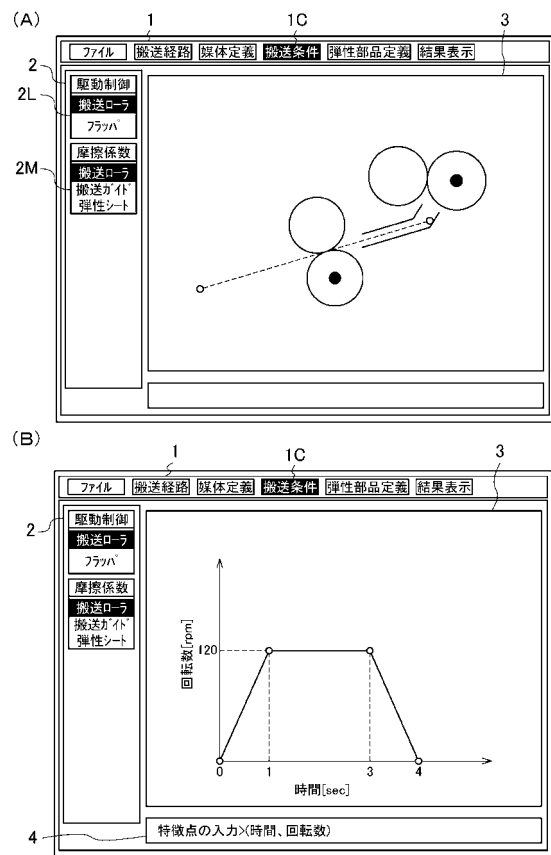 (A)
1
1C
3
ファイル 搬送経路 媒体定義 搬送条件 弾性部品定義 結果表示
2
2L
駆動制御
搬送ローラ
フラッパ
2M
摩擦係数
搬送ローラ
搬送ガイド
弾性シート
(B)
1
1C
3
ファイル 搬送経路 媒体定義 搬送条件 弾性部品定義 結果表示
2
駆動制御
搬送ローラ
フラッパ
摩擦係数
搬送ローラ
搬送ガイド
弾性シート
回転数[rpm]
120
0 1 3 4
時間[sec]
4
特徴点の入力>(時間、回転数)